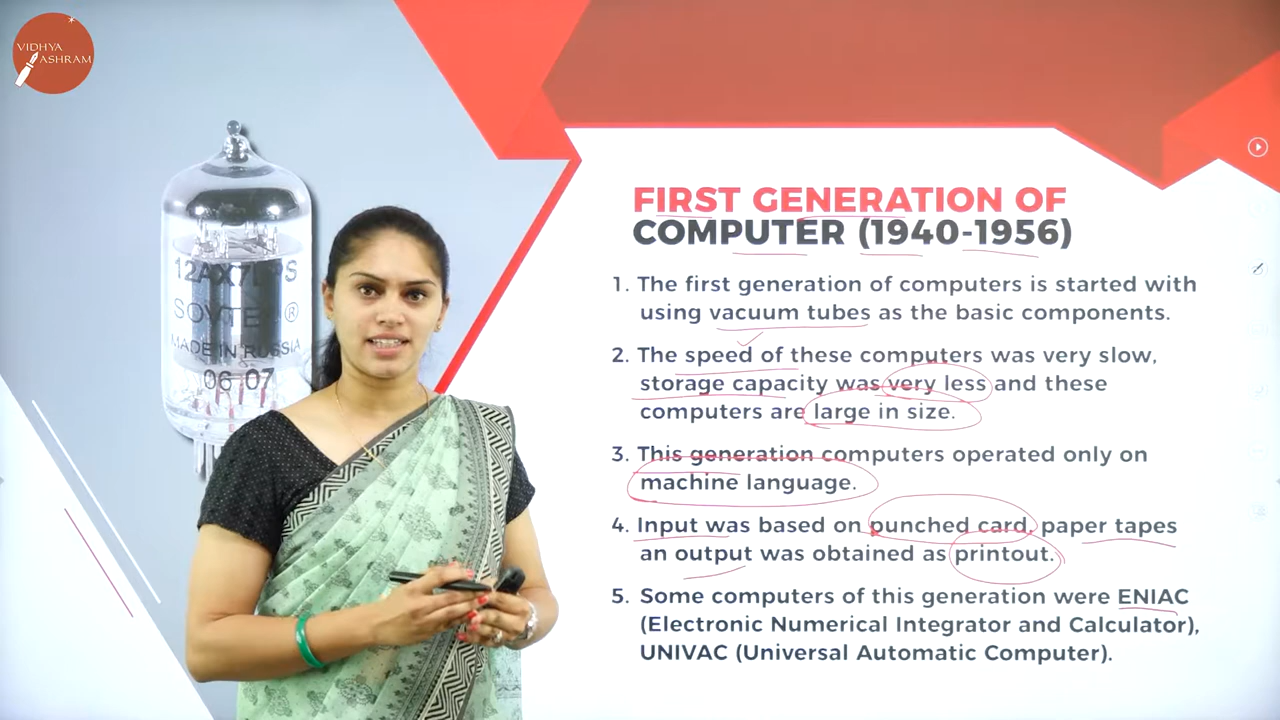 VIDHYA
ASHRAM
12AX7LPS
SOVTEK ®
MADE IN RUSSIA
06 07
FIRST GENERATION OF
COMPUTER (1940-1956)
1. The first generation of computers is started with
using vacuum tubes as the basic components.
2. The speed of these computers was very slow,
storage capacity was very less and these
computers are large in size.
3. This generation computers operated only on
machine language.
4. Input was based on punched card, paper tapes
an output was obtained as printout.
5. Some computers of this generation were ENIAC
(Electronic Numerical Integrator and Calculator),
UNIVAC (Universal Automatic Computer).